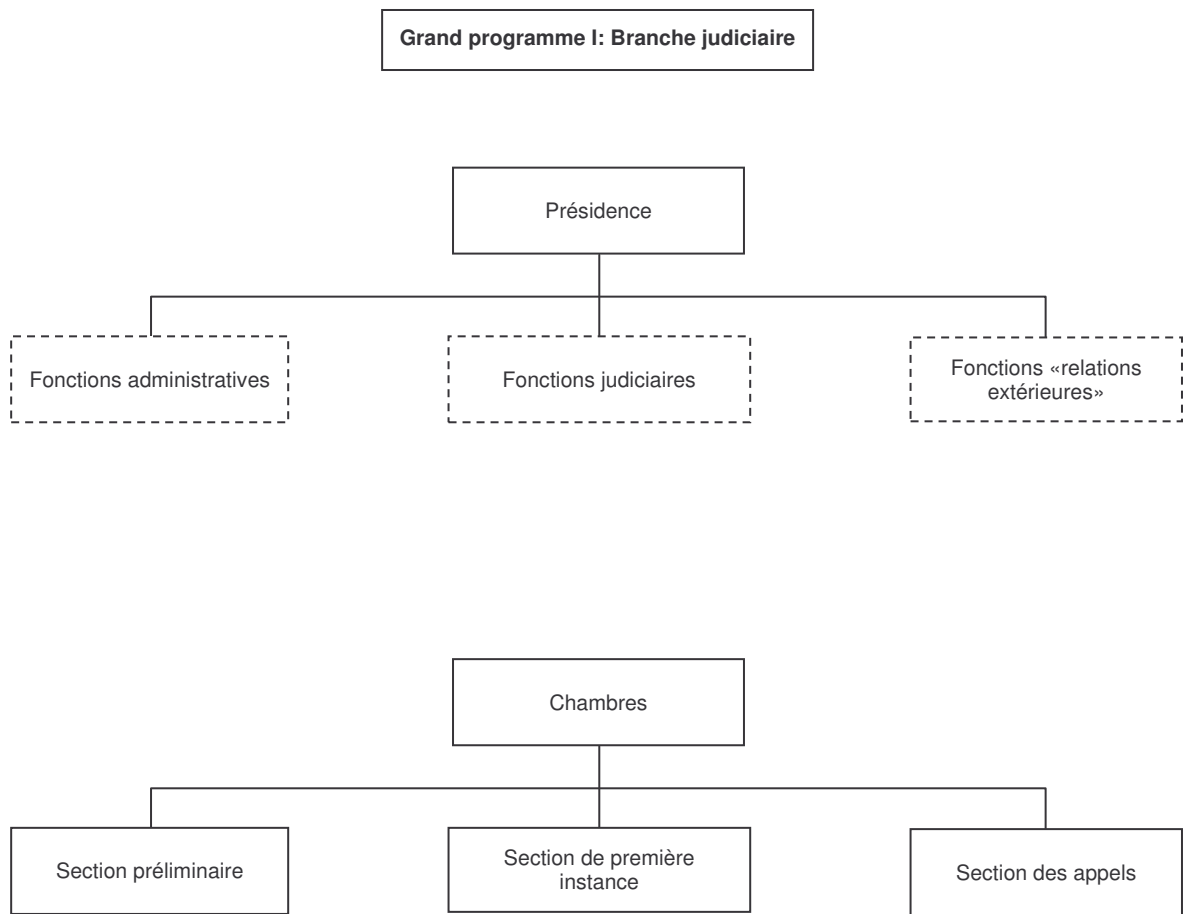 Grand programme I: Branche judiciaire
Présidence
Fonctions administratives
Fonctions judiciaires
Fonctions «relations
extérieures»
Chambres
Section préliminaire
Section de première
instance
Section des appels